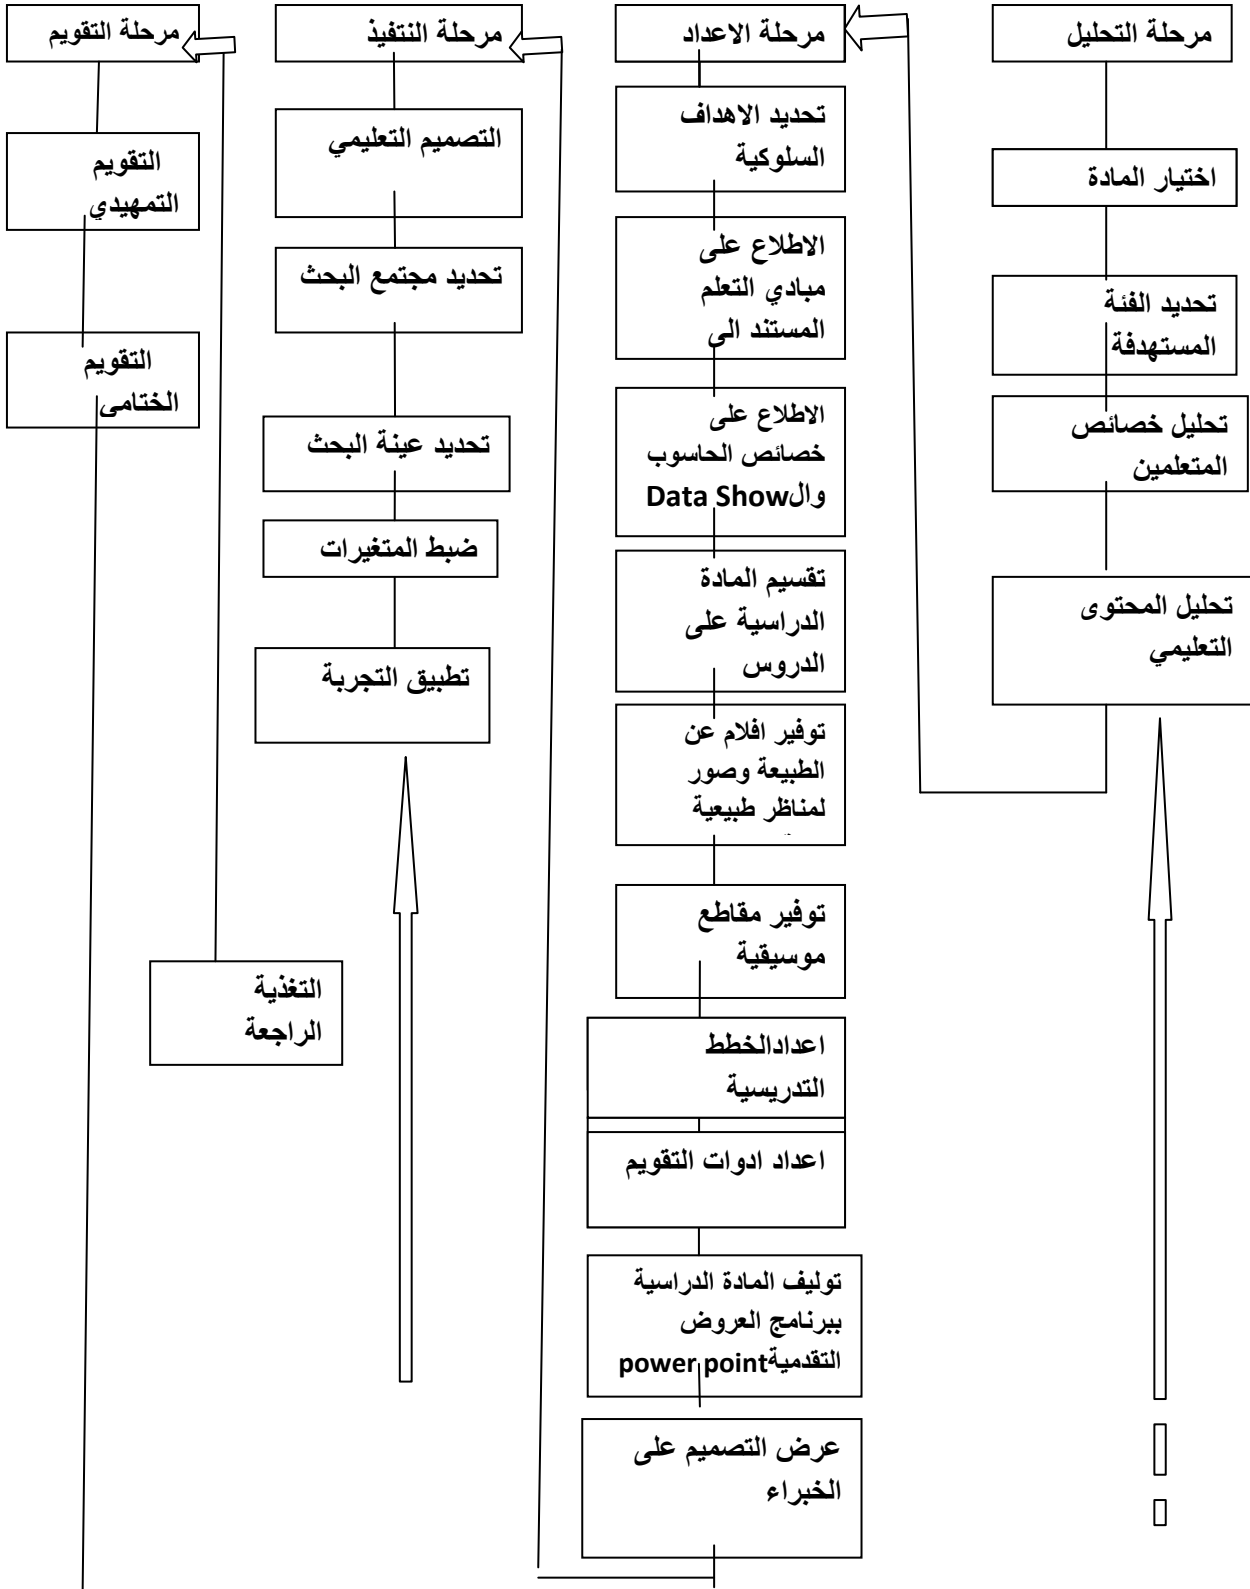 مرحلة التحليل
اختيار المادة
تحديد الفئة
المستهدفة
تحليل خصائص
المتعلمين
تحليل المحتوى
التعليمي
مرحلة الاعداد
تحديد الاهداف
السلوكية
الاطلاع على
مبادي التعلم
المستند الى
الاطلاع على
خصائص الحاسوب
والData Show
تقسيم المادة
الدراسية على
الدروس
توفير افلام عن
الطبيعة وصور
لمناظر طبيعية
توفير مقاطع
موسيقية
اعدادالخطط
التدريسية
اعداد ادوات التقويم
توليف المادة الدراسية
ببرنامج العروض
التقدميةpower point
عرض التصميم على
الخبراء
مرحلة التنفيذ
التصميم التعليمي
تحديد مجتمع البحث
تحديد عينة البحث
ضبط المتغيرات
تطبيق التجربة
مرحلة التقويم
التقويم
التمهيدي
التقويم
الختامي
التغذية
الراجعة